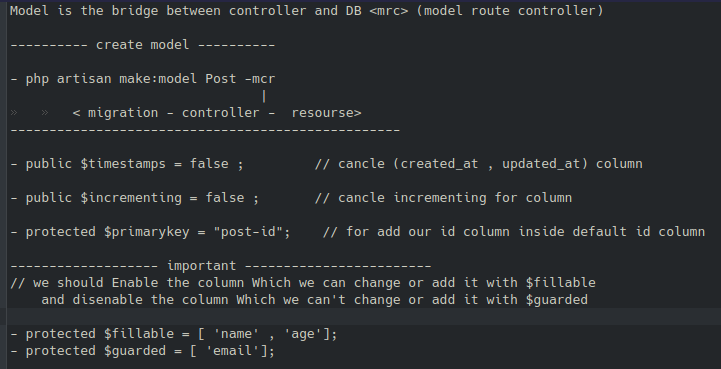 Model is the bridge between controller and DB <mrc> (model route controller)
---------- create model ----------
- php artisan make:model Post -mcr
|
» » < migration - controller - resourse>
--------------------------------------------------
- public $timestamps = false ; // cancle (created_at , updated_at) column
- public $incrementing = false ; // cancle incrementing for column
- protected $primarykey = "post-id"; // for add our id column inside default id column
------------------- important ------------------------
// we should Enable the column Which we can change or add it with $fillable
and disenable the column Which we can't change or add it with $guarded
- protected $fillable = [ 'name' , 'age'];
- protected $guarded = [ 'email'];